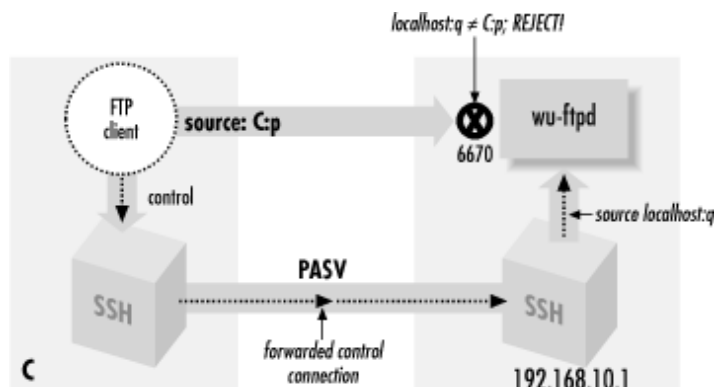 localhost:q ≠ C:p; REJECT!
FTP
client
source: C:p
wu-ftpd
6670
control
source localhost:q
PASV
SSH
SSH
forwarded control
connection
C
192.168.10.1